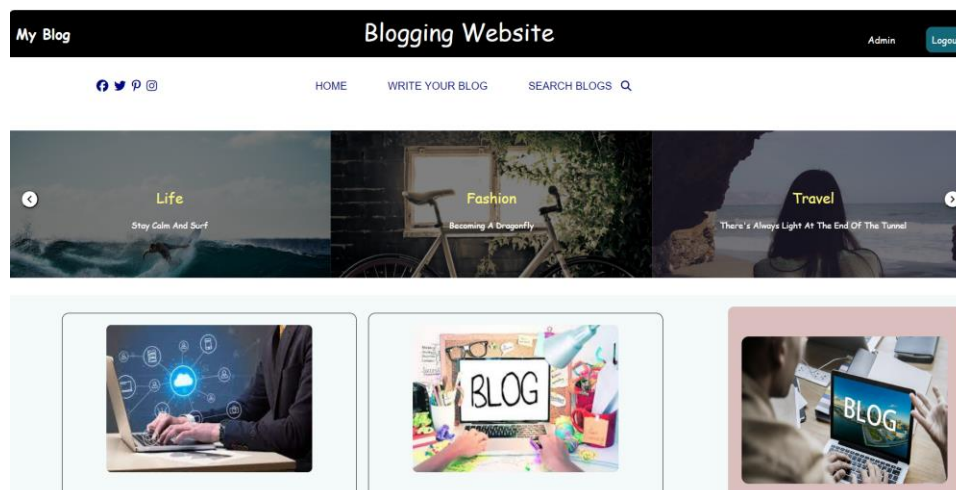 My Blog
Blogging Website
Admin
Logou
HOME
WRITE YOUR BLOG
SEARCH BLOGS
Life
Stay Calm And Surf
Fashion
Becoming A Dragonfly
Travel
There's Always Light At The End Of The Tunnel
BLOG
BLOG